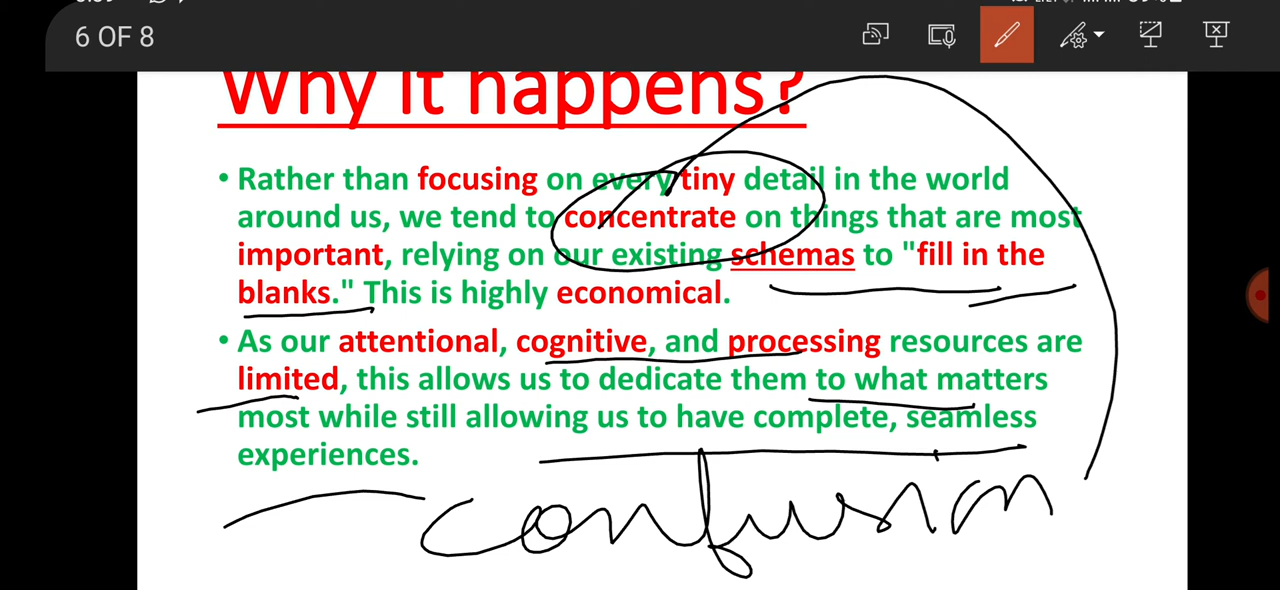 6 OF 8
Why it happens?
• Rather than focusing on every tiny detail in the world
around us, we tend to concentrate on things that are most
important, relying on our existing schemas to "fill in the
blanks." This is highly economical.
• As our attentional, cognitive, and processing resources are
limited, this allows us to dedicate them to what matters
most while still allowing us to have complete, seamless
experiences.
confusion